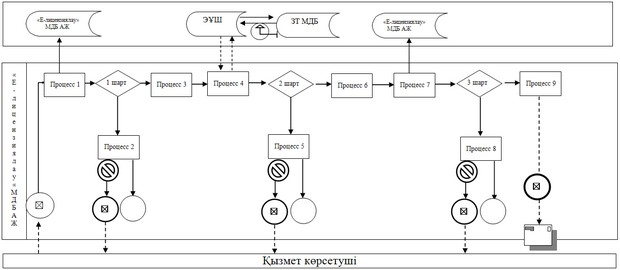 «Е-лицензиялау»
МДБ АЖ
ЭҰШ
ЗТ МДБ
«Е-лицензиялау»
МДБ АЖ
«Е-лицензиялау» МДБ АЖ
Процесс 1
1 шарт
Процесс 3
Процесс 4
2 шарт
Процесс 6
Процесс 7
3 шарт
Процесс 9
Процесс 2
Процесс 5
Процесс 8
Қызмет көрсетуші